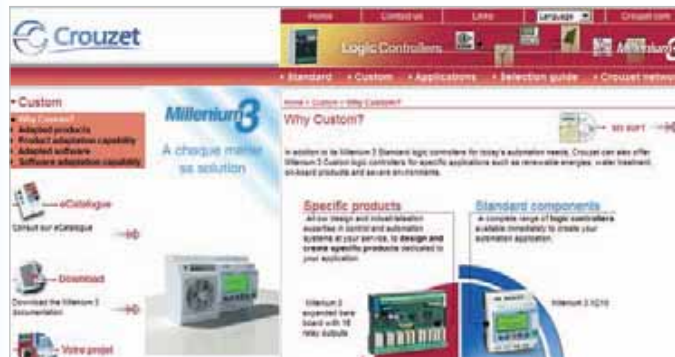 Crouzet
Home
Contact us
Links
Language
Crouzet.com
Logic Controllers
Millenium 3
Standard
Custom
Applications
Selection guide
Crouzet network
Custom
Why Custom?
Adapted products
Product adaptation capability
Adapted software
Software adaptation capability
eCatalogue
Consult our eCatalogue
Download
Download the Millenium 3
documentation
Votre projet
Millenium 3
A chaque métier
sa solution
Home > Custom > Why Custom?
Why Custom?
M3 SOFT
In addition to its Millenium 3 Standard logic controllers for today's automation needs, Crouzet can also offer
Millenium 3 Custom logic controllers for specific applications such as renewable energies, water treatment,
on-board products and severe environments.
Specific products
All our design and industrialisation
expertise in control and automation
systems at your service, to design and
create specific products dedicated to
your application.
Millenium 3
expanded bare
board with 16
relay outputs
Standard components
A complete range of logic controllers
available immediately to create your
automation application.